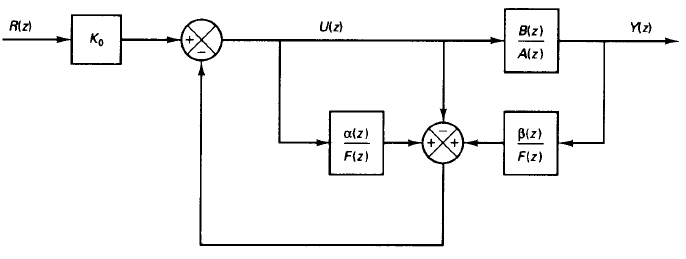 R(z)
K₀
+
−
U(z)
B(z)
A(z)
Y(z)
α(z)
F(z)
−
+ +
β(z)
F(z)